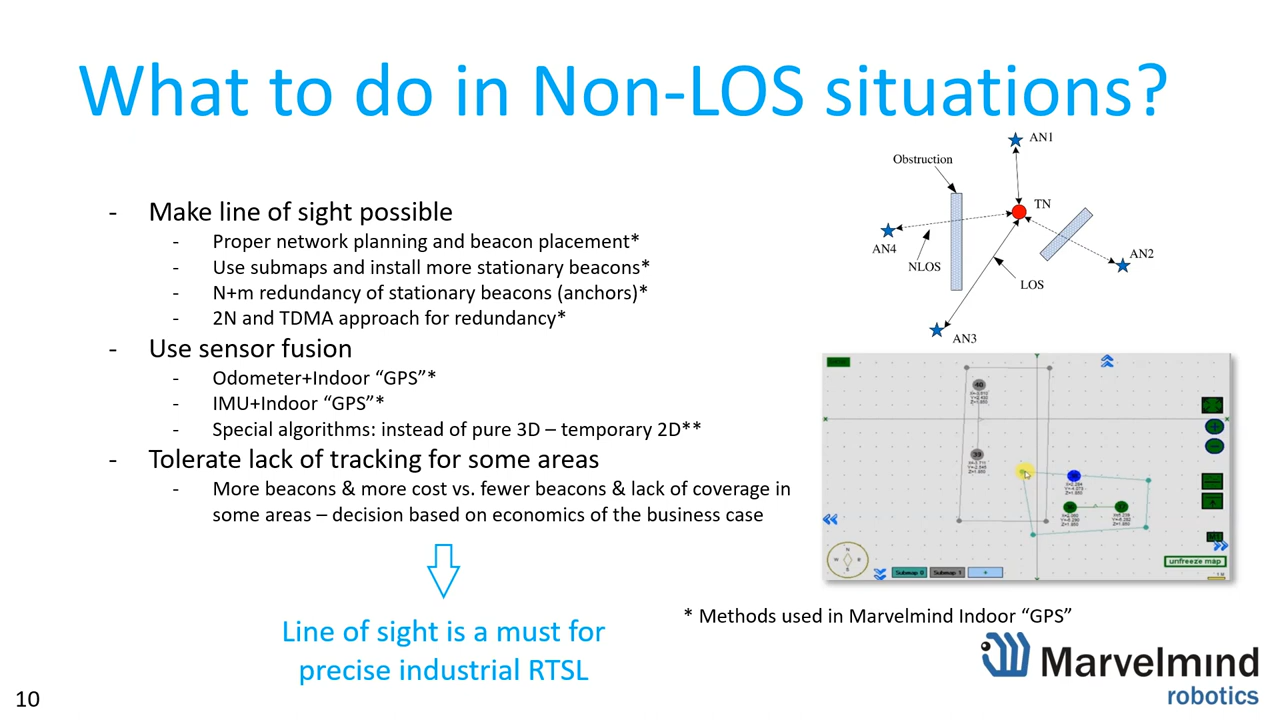 What to do in Non-LOS situations?
- Make line of sight possible
- Proper network planning and beacon placement*
- Use submaps and install more stationary beacons*
- N+m redundancy of stationary beacons (anchors)*
- 2N and TDMA approach for redundancy*
- Use sensor fusion
- Odometer+Indoor “GPS”*
- IMU+Indoor “GPS”*
- Special algorithms: instead of pure 3D – temporary 2D**
- Tolerate lack of tracking for some areas
- More beacons & more cost vs. fewer beacons & lack of coverage in
some areas – decision based on economics of the business case
Line of sight is a must for
precise industrial RTSL
AN1
Obstruction
TN
AN4
NLOS
AN2
LOS
AN3
N
W
S
Submap 0
Submap 1
+
unfreeze map
* Methods used in Marvelmind Indoor “GPS”
Marvelmind
robotics
10